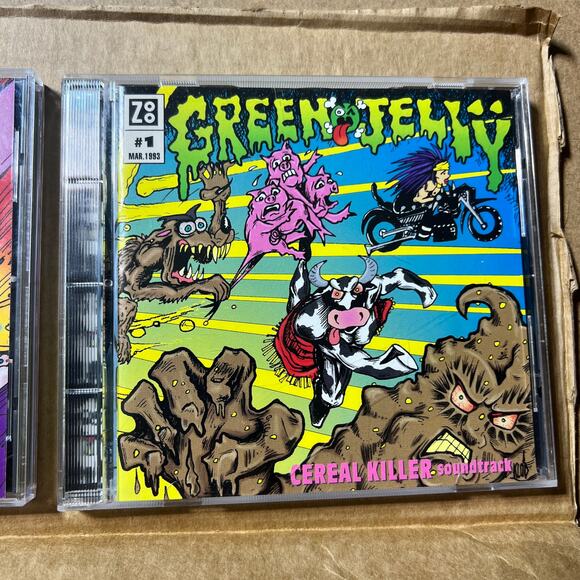 ZOO
#1
MAR. 1993
GREEN JELLŸ
CEREAL KILLER soundtrack